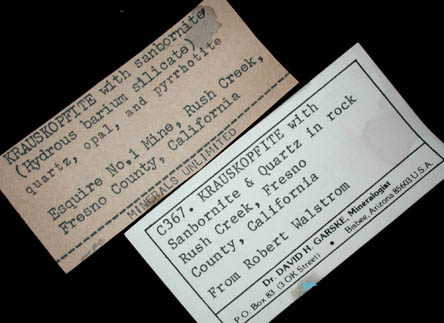 KRAUSKOPFITE with sanbornite
(Hydrous barium silicate)
quartz, opal, and pyrrhotite
Esquire No.1 Mine, Rush Creek,
Fresno County, California
MINERALS UNLIMITED
C367. KRAUSKOPFITE with
Sanbornite & Quartz in rock
Rush Creek, Fresno
County, California
From Robert Walstrom
Dr. DAVID H. GARSKE, Mineralogist
P.O. Box 83 (3 OK Street) • Bisbee, Arizona 85603 U.S.A.